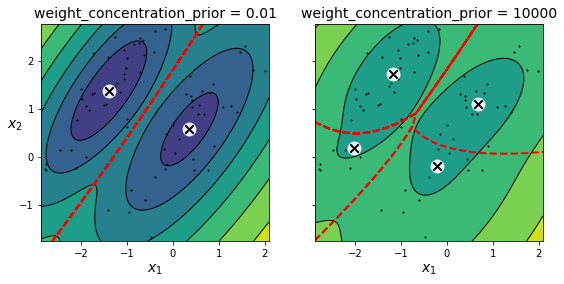 weight_concentration_prior = 0.01
weight_concentration_prior = 10000
x2
2
1
0
−1
−2
−1
0
1
2
x1
−2
−1
0
1
2
x1